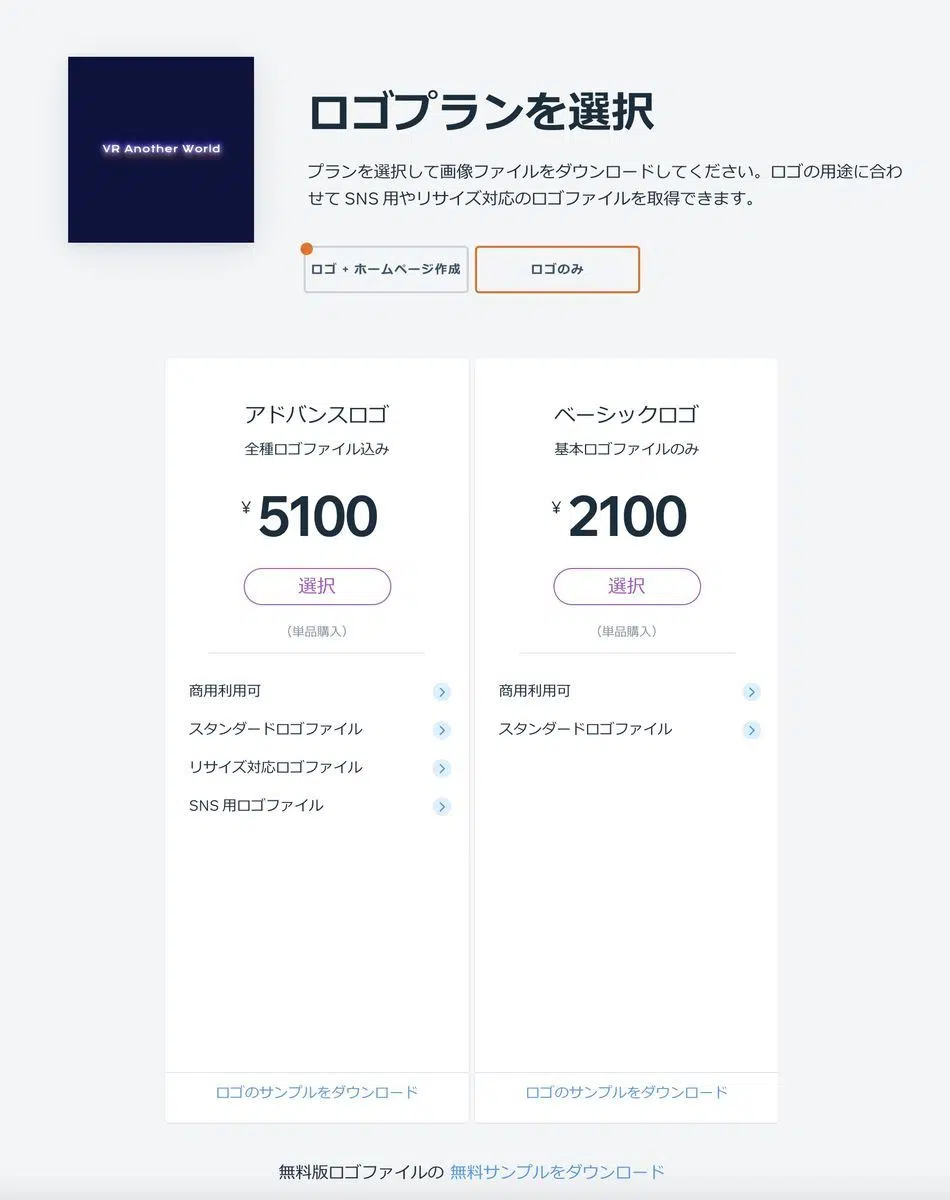 VR Another World
ロゴプランを選択
プランを選択して画像ファイルをダウンロードしてください。ロゴの用途に合わ
せて SNS 用やリサイズ対応のロゴファイルを取得できます。
ロゴ + ホームページ作成
ロゴのみ
アドバンスロゴ
全種ロゴファイル込み
¥ 5100
選択
（単品購入）
商用利用可
スタンダードロゴファイル
リサイズ対応ロゴファイル
SNS 用ロゴファイル
ロゴのサンプルをダウンロード
ベーシックロゴ
基本ロゴファイルのみ
¥ 2100
選択
（単品購入）
商用利用可
スタンダードロゴファイル
ロゴのサンプルをダウンロード
無料版ロゴファイルの 無料サンプルをダウンロード